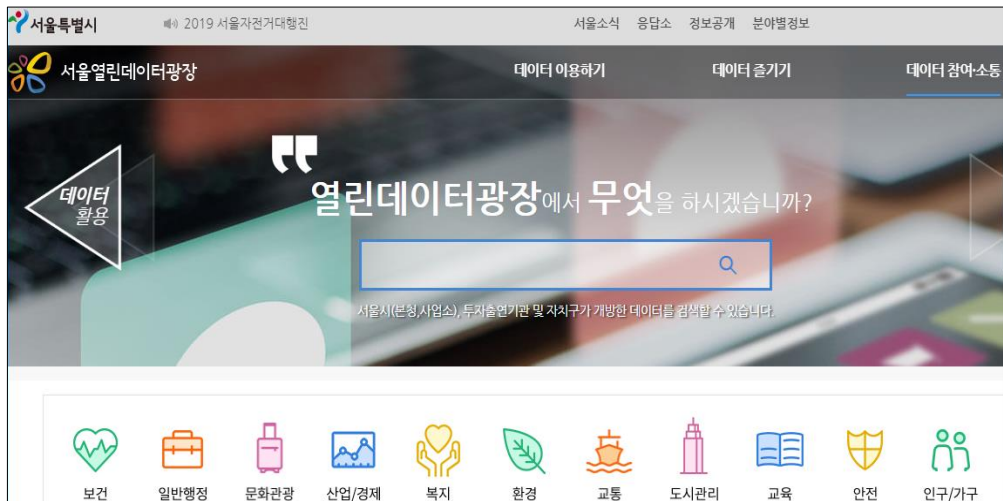 서울특별시 2019 서울자전거대행진 서울소식 응답소 정보공개 분야별정보
서울열린데이터광장 데이터 이용하기 데이터 즐기기 데이터 참여·소통
데이터
활용
열린데이터광장에서 무엇을 하시겠습니까?
서울시(본청,사업소), 투자출연기관 및 자치구가 개방한 데이터를 검색할 수 있습니다.
보건 일반행정 문화관광 산업/경제 복지 환경 교통 도시관리 교육 안전 인구/가구